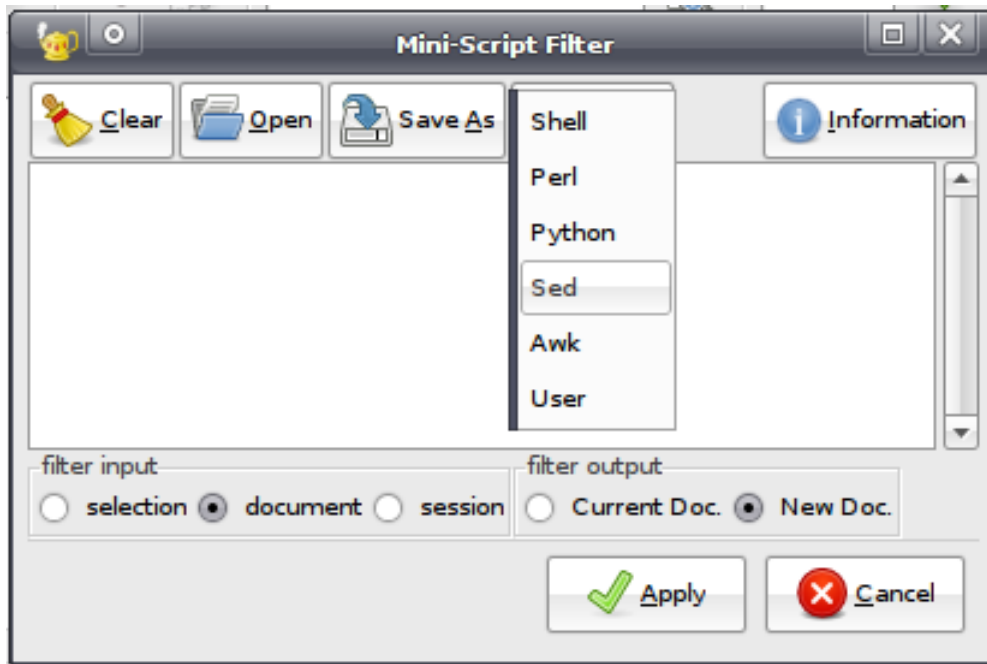 Mini-Script Filter
Clear Open Save As Information
Shell
Perl
Python
Sed
Awk
User
filter input filter output
selection document session Current Doc. New Doc.
Apply Cancel